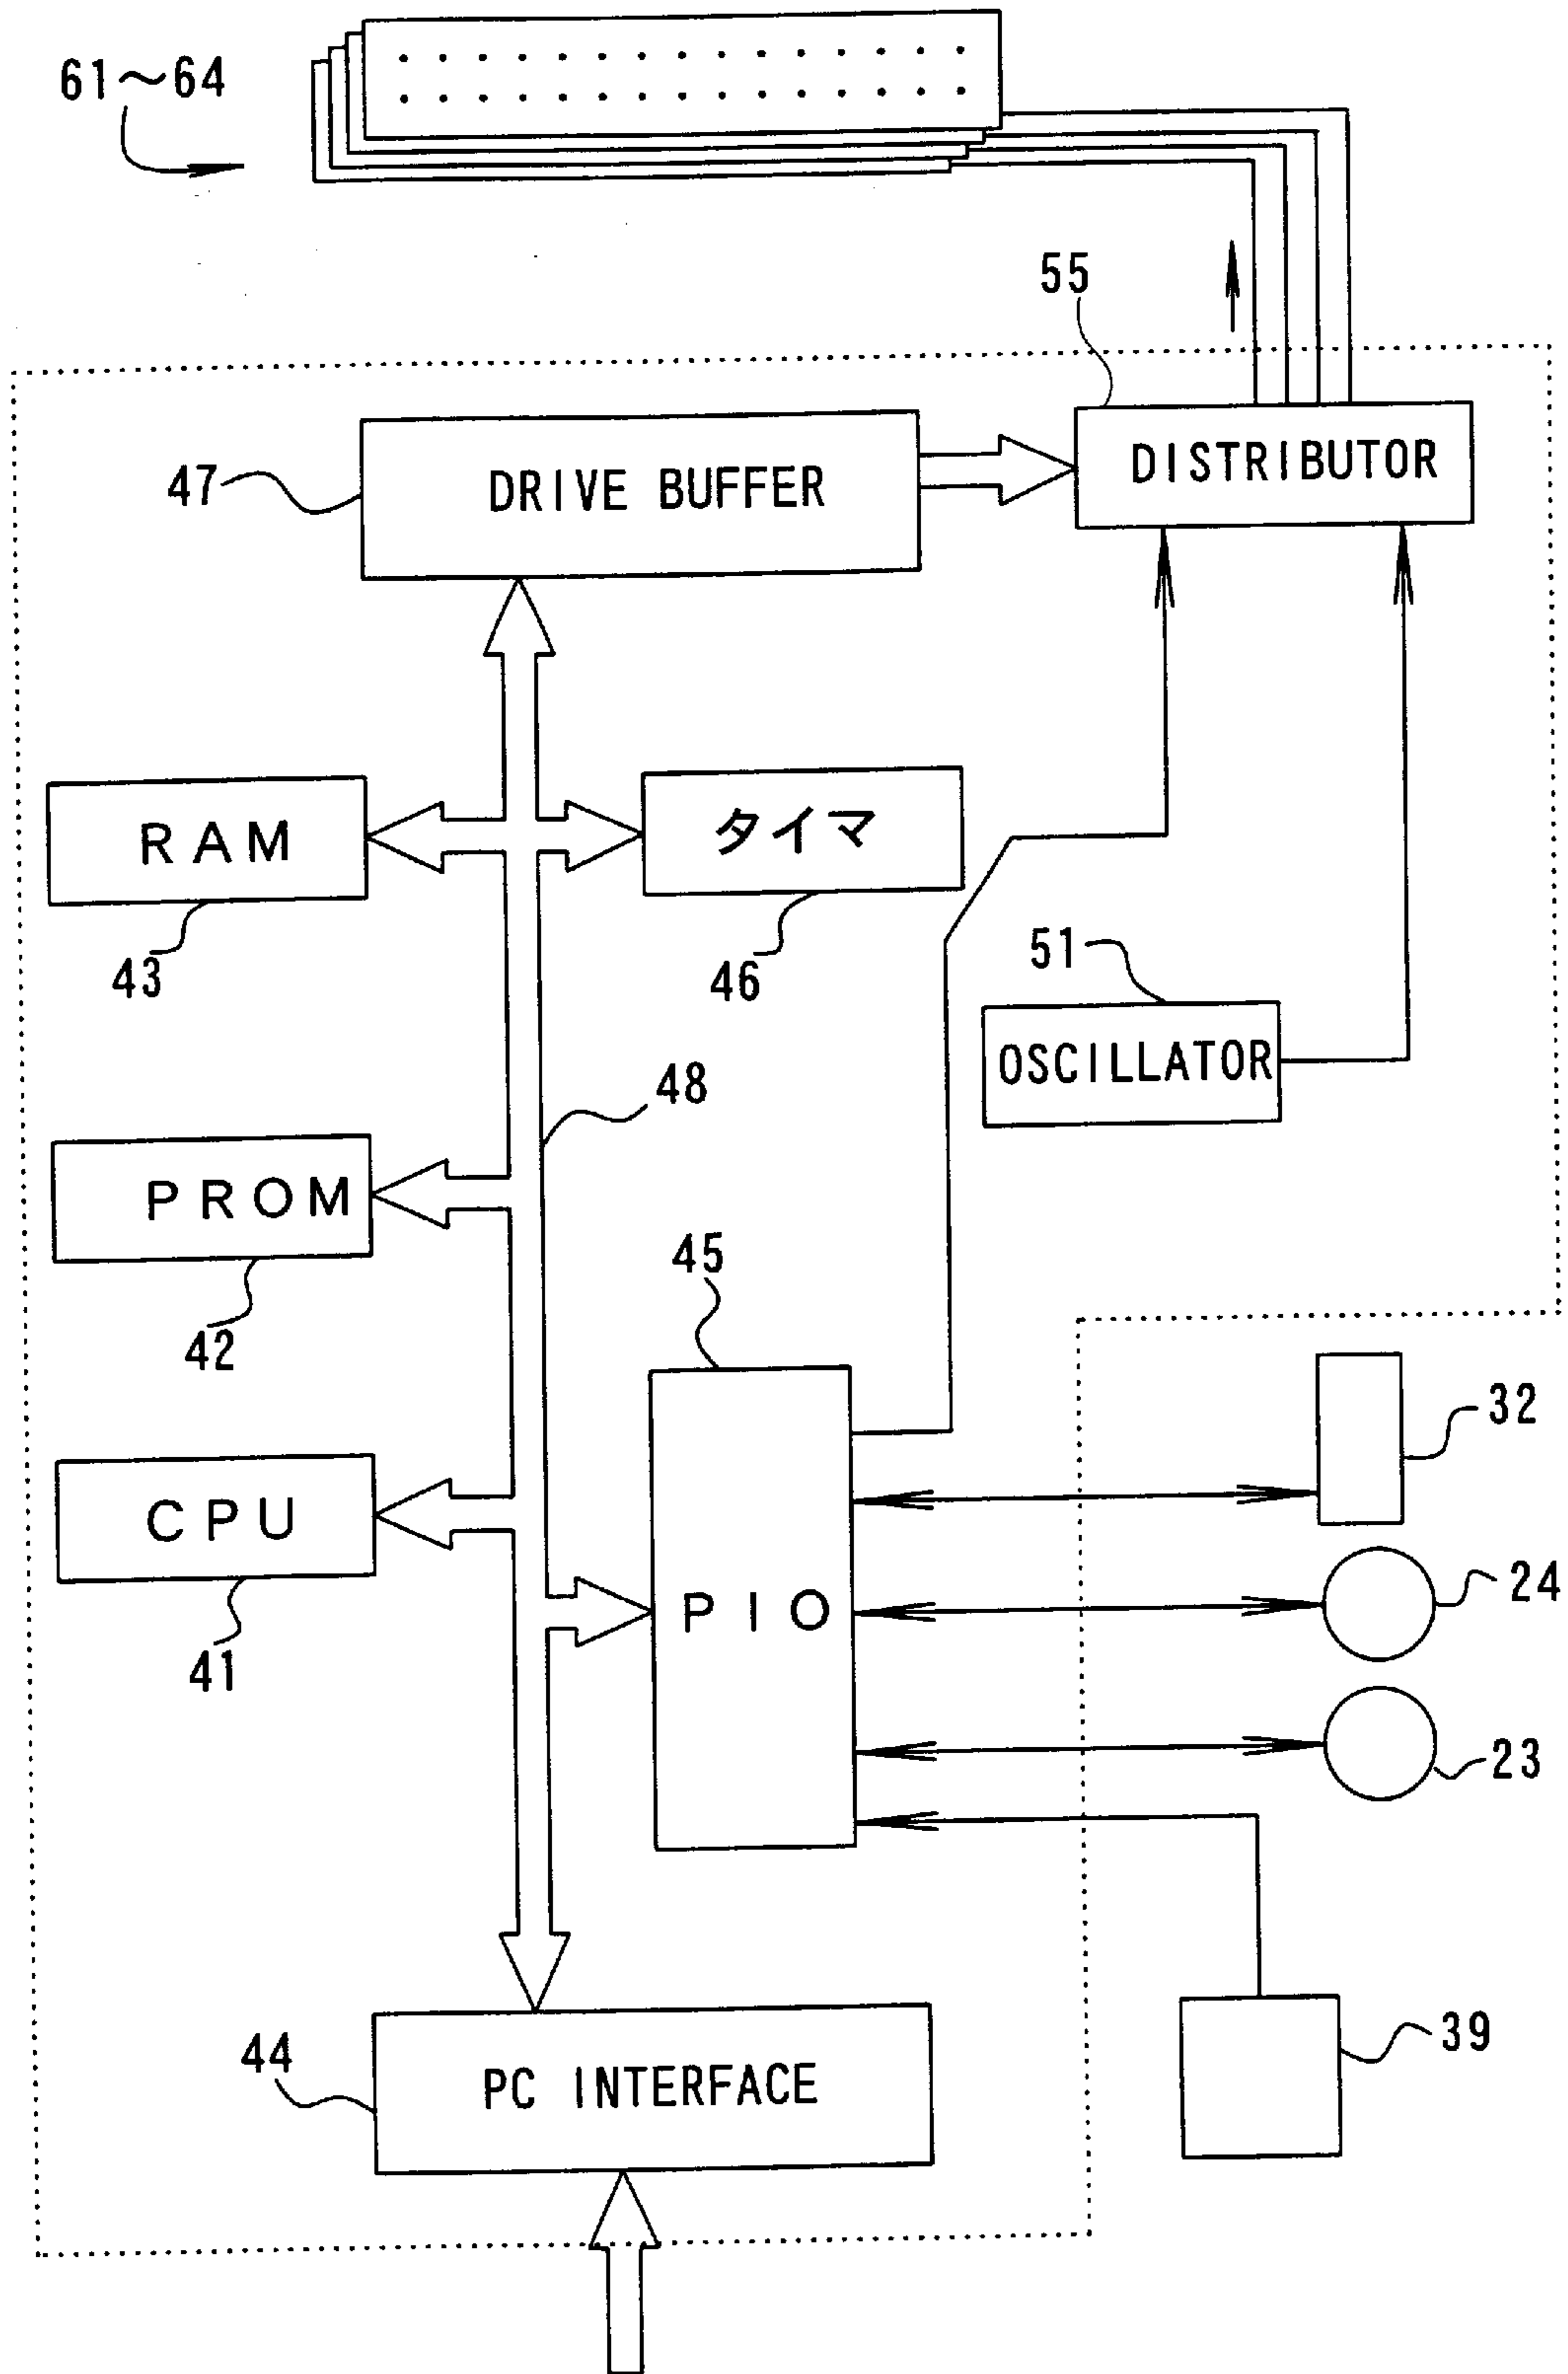 61～64
55
47
DRIVE BUFFER
DISTRIBUTOR
RAM
タイマ
43
46
51
OSCILLATOR
48
PROM
42
45
32
CPU
PIO
24
41
23
39
44
PC INTERFACE